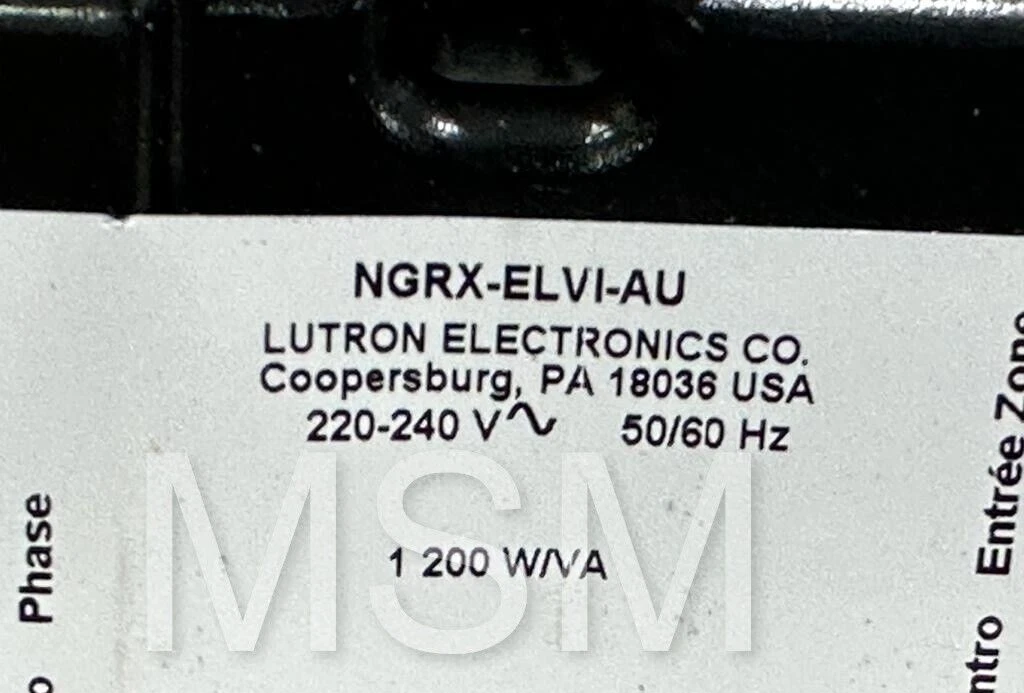 NGRX-ELVI-AU
LUTRON ELECTRONICS CO.
Coopersburg, PA 18036 USA
220-240 V∿ 50/60 Hz
1 200 W/VA
MSM
Phase
Entrée Zone